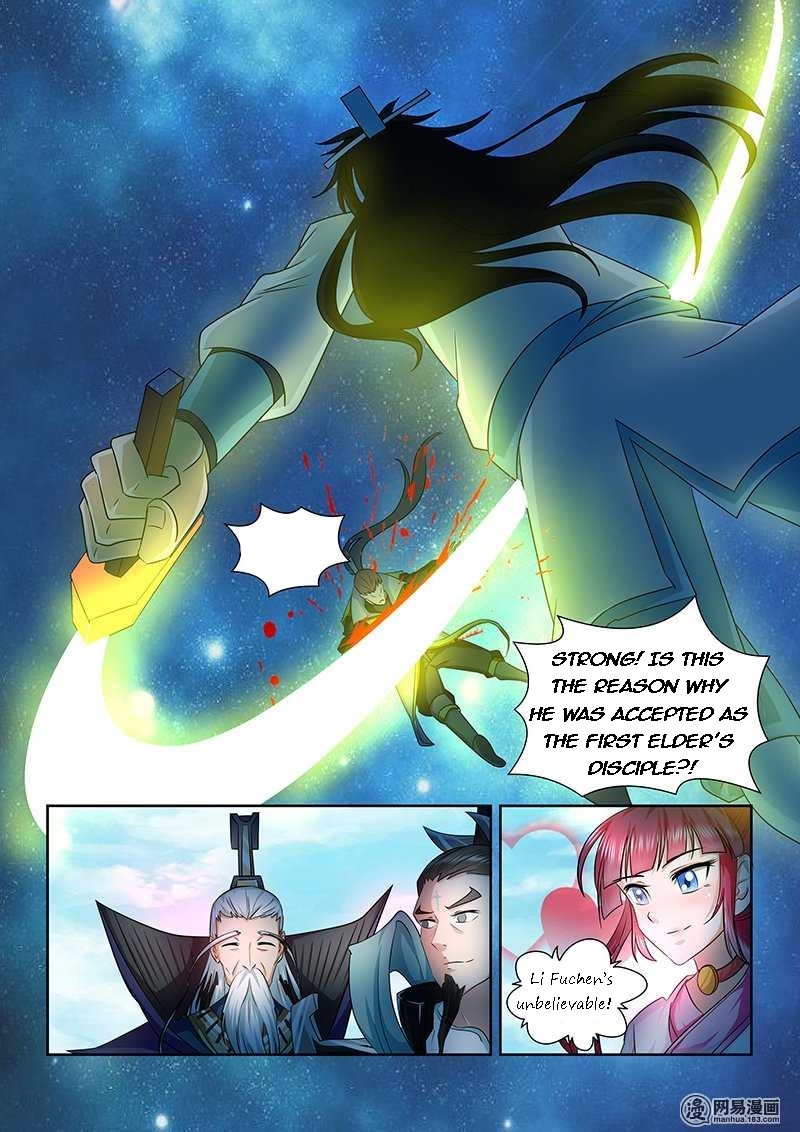 STRONG! IS THIS
THE REASON WHY
HE WAS ACCEPTED AS
THE FIRST ELDER'S
DISCIPLE?!
Li Fuchen's
unbelievable!
漫 网易漫画
manhua.163.com